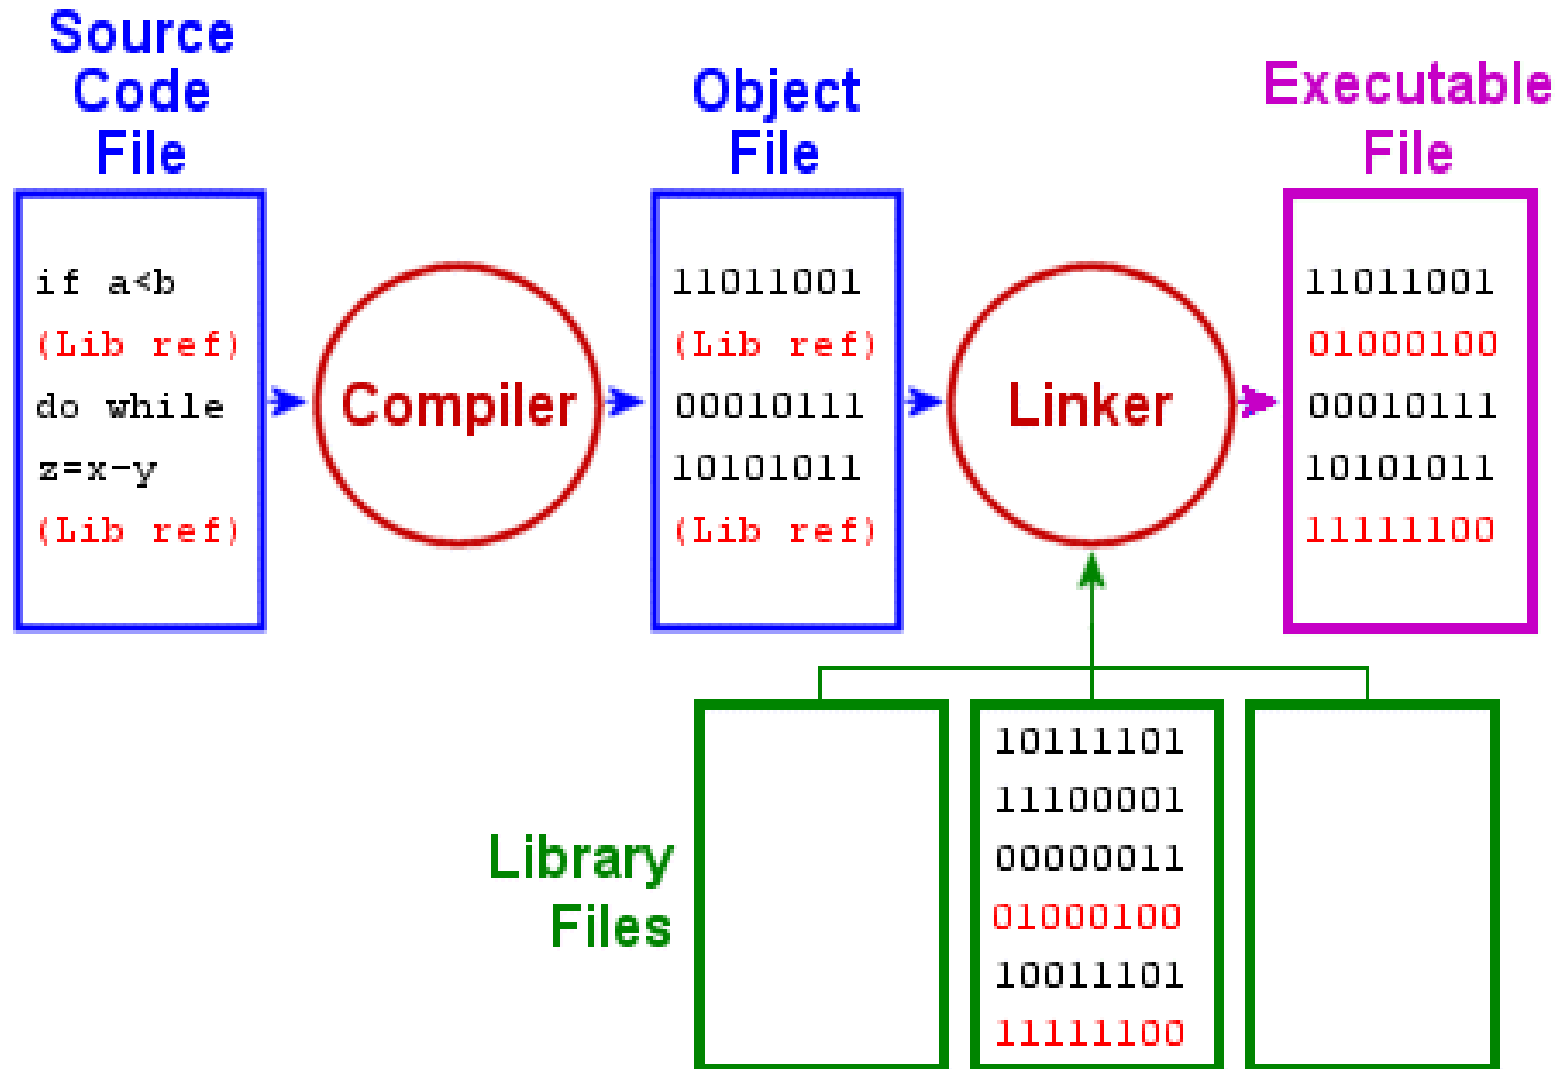 Source
Code
File
if a<b
(Lib ref)
do while
z=x-y
(Lib ref)
Compiler
Object
File
11011001
(Lib ref)
00010111
10101011
(Lib ref)
Linker
Executable
File
11011001
01000100
00010111
10101011
11111100
Library
Files
10111101
11100001
00000011
01000100
10011101
11111100